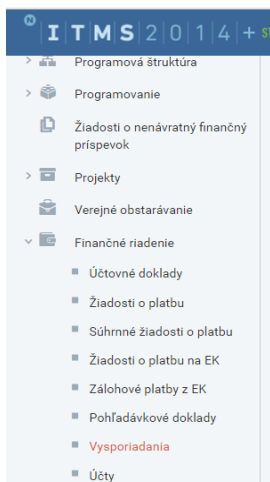 N ITMS2014+
Programová štruktúra
Programovanie
Žiadosti o nenávratný finančný
príspevok
Projekty
Verejné obstarávanie
Finančné riadenie
Účtovné doklady
Žiadosti o platbu
Súhrnné žiadosti o platbu
Žiadosti o platbu na EK
Zálohové platby z EK
Pohľadávkové doklady
Vysporiadania
Účty